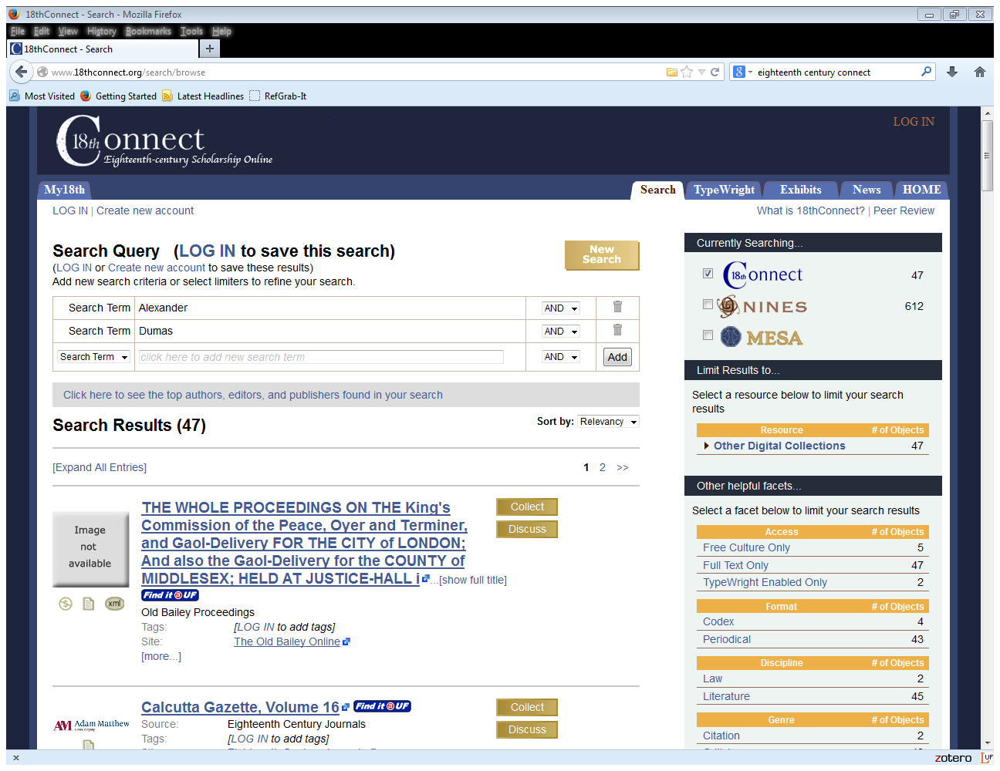 18thConnect - Search - Mozilla Firefox
File Edit View History Bookmarks Tools Help
18thConnect - Search
www.18thconnect.org/search/browse
eighteenth century connect
Most Visited Getting Started Latest Headlines RefGrab-It
LOG IN
18th Connect
Eighteenth-century Scholarship Online
My18th Search TypeWright Exhibits News HOME
LOG IN | Create new account What is 18thConnect? | Peer Review
Search Query (LOG IN to save this search)
New Search
(LOG IN or Create new account to save these results)
Add new search criteria or select limiters to refine your search.
Search Term Alexander AND
Search Term Dumas AND
Search Term click here to add new search term AND Add
Click here to see the top authors, editors, and publishers found in your search
Search Results (47) Sort by: Relevancy
[Expand All Entries] 1 2 >>
Image
not
available
THE WHOLE PROCEEDINGS ON THE King's
Commission of the Peace, Oyer and Terminer,
and Gaol-Delivery FOR THE CITY of LONDON;
And also the Gaol-Delivery for the COUNTY of
MIDDLESEX; HELD AT JUSTICE-HALL i ...[show full title]
Collect
Discuss
Find it @ UF
xml
Old Bailey Proceedings
Tags: [LOG IN to add tags]
Site: The Old Bailey Online
[more...]
Calcutta Gazette, Volume 16 Find it @ UF
Collect
Discuss
AM Adam Matthew
Source: Eighteenth Century Journals
Tags: [LOG IN to add tags]
Currently Searching...
18th Connect 47
NINES 612
MESA
Limit Results to...
Select a resource below to limit your search
results
Resource # of Objects
Other Digital Collections 47
Other helpful facets...
Select a facet below to limit your search results
Access # of Objects
Free Culture Only 5
Full Text Only 47
TypeWright Enabled Only 2
Format # of Objects
Codex 4
Periodical 43
Discipline # of Objects
Law 2
Literature 45
Genre # of Objects
Citation 2
x zotero UF